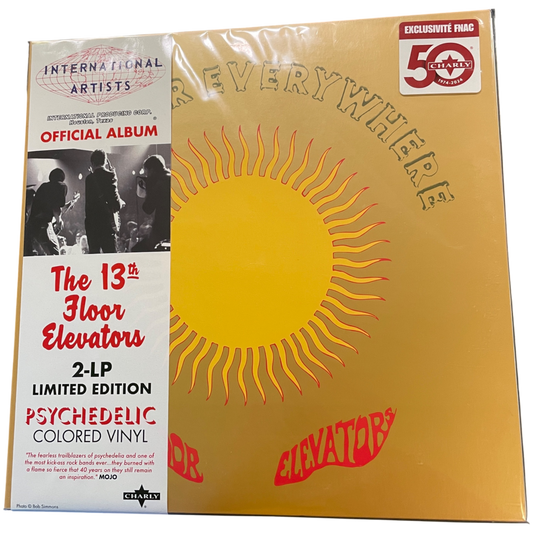 INTERNATIONAL
ARTISTS
INTERNATIONAL PRODUCING CORP.
Houston, Texas
®
OFFICIAL ALBUM
The 13th
Floor
Elevators
2-LP
LIMITED EDITION
PSYCHEDELIC
COLORED VINYL
"The fearless trailblazers of psychedelia and one of
the most kick-ass rock bands ever...they burned with
a flame so fierce that 40 years on they still remain
an inspiration." MOJO
CHARLY
Photo © Bob Simmons
EXCLUSIVITÉ FNAC
50
CHARLY
1974-2024
R EVERYWHERE
OOR
ELEVATORS